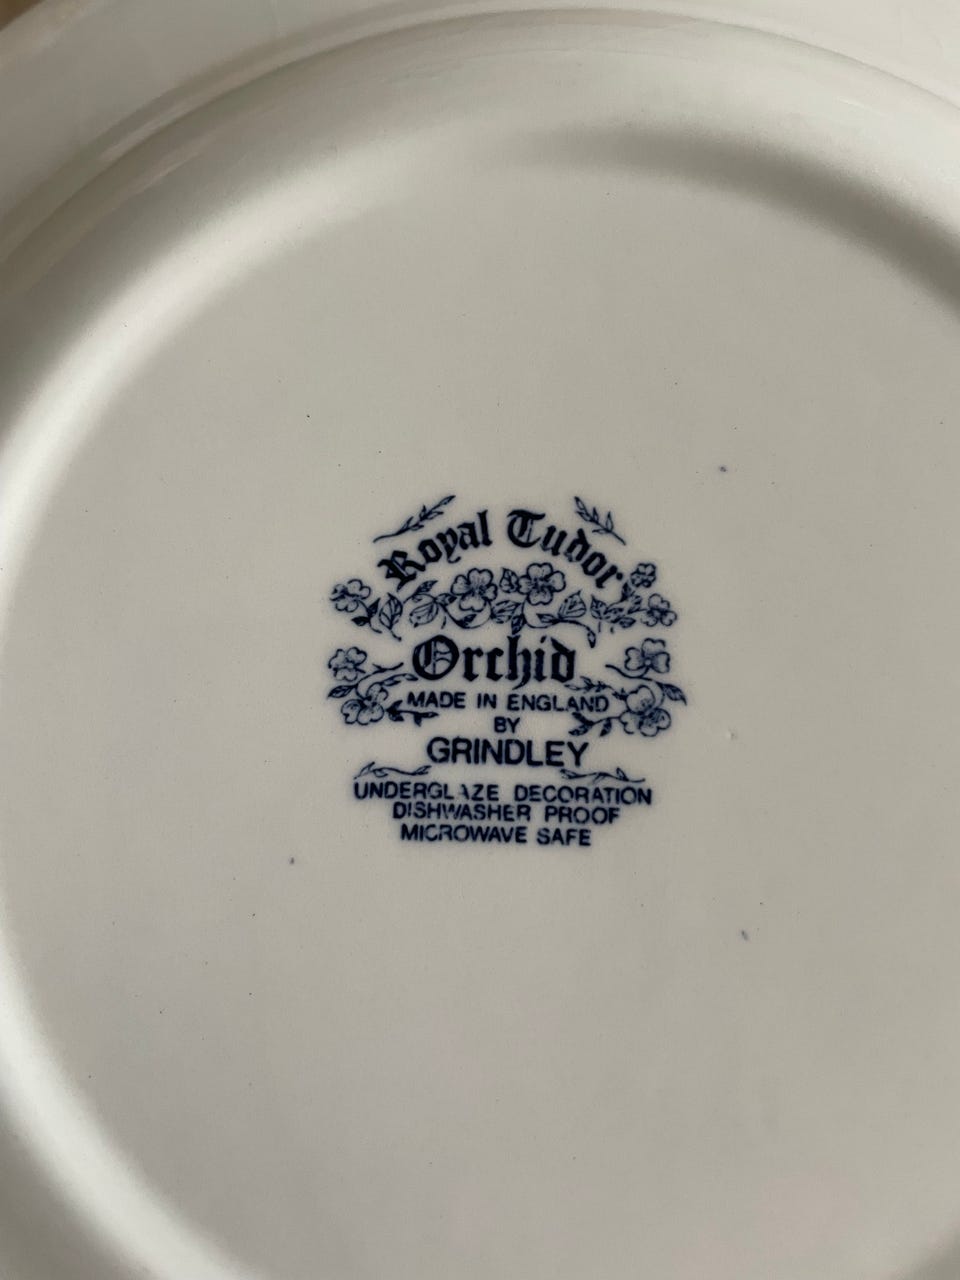 Royal Tudor
Orchid
MADE IN ENGLAND
BY
GRINDLEY
UNDERGLAZE DECORATION
DISHWASHER PROOF
MICROWAVE SAFE